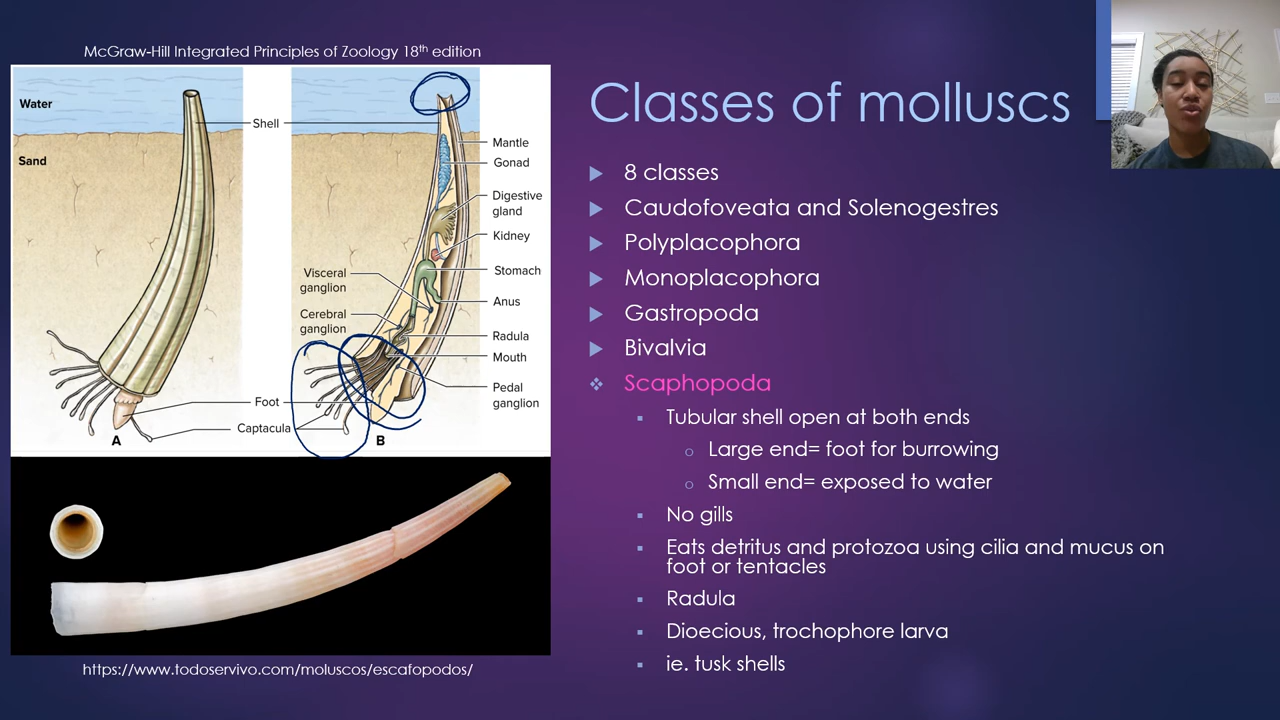 McGraw-Hill Integrated Principles of Zoology 18th edition
Water
Sand
Shell
Mantle
Gonad
Digestive
gland
Kidney
Visceral
ganglion
Stomach
Anus
Cerebral
ganglion
Radula
Mouth
Pedal
ganglion
Foot
Captacula
A
B
https://www.todoservivo.com/moluscos/escafopodos/
Classes of molluscs
8 classes
Caudofoveata and Solenogestres
Polyplacophora
Monoplacophora
Gastropoda
Bivalvia
Scaphopoda
Tubular shell open at both ends
Large end= foot for burrowing
Small end= exposed to water
No gills
Eats detritus and protozoa using cilia and mucus on
foot or tentacles
Radula
Dioecious, trochophore larva
ie. tusk shells